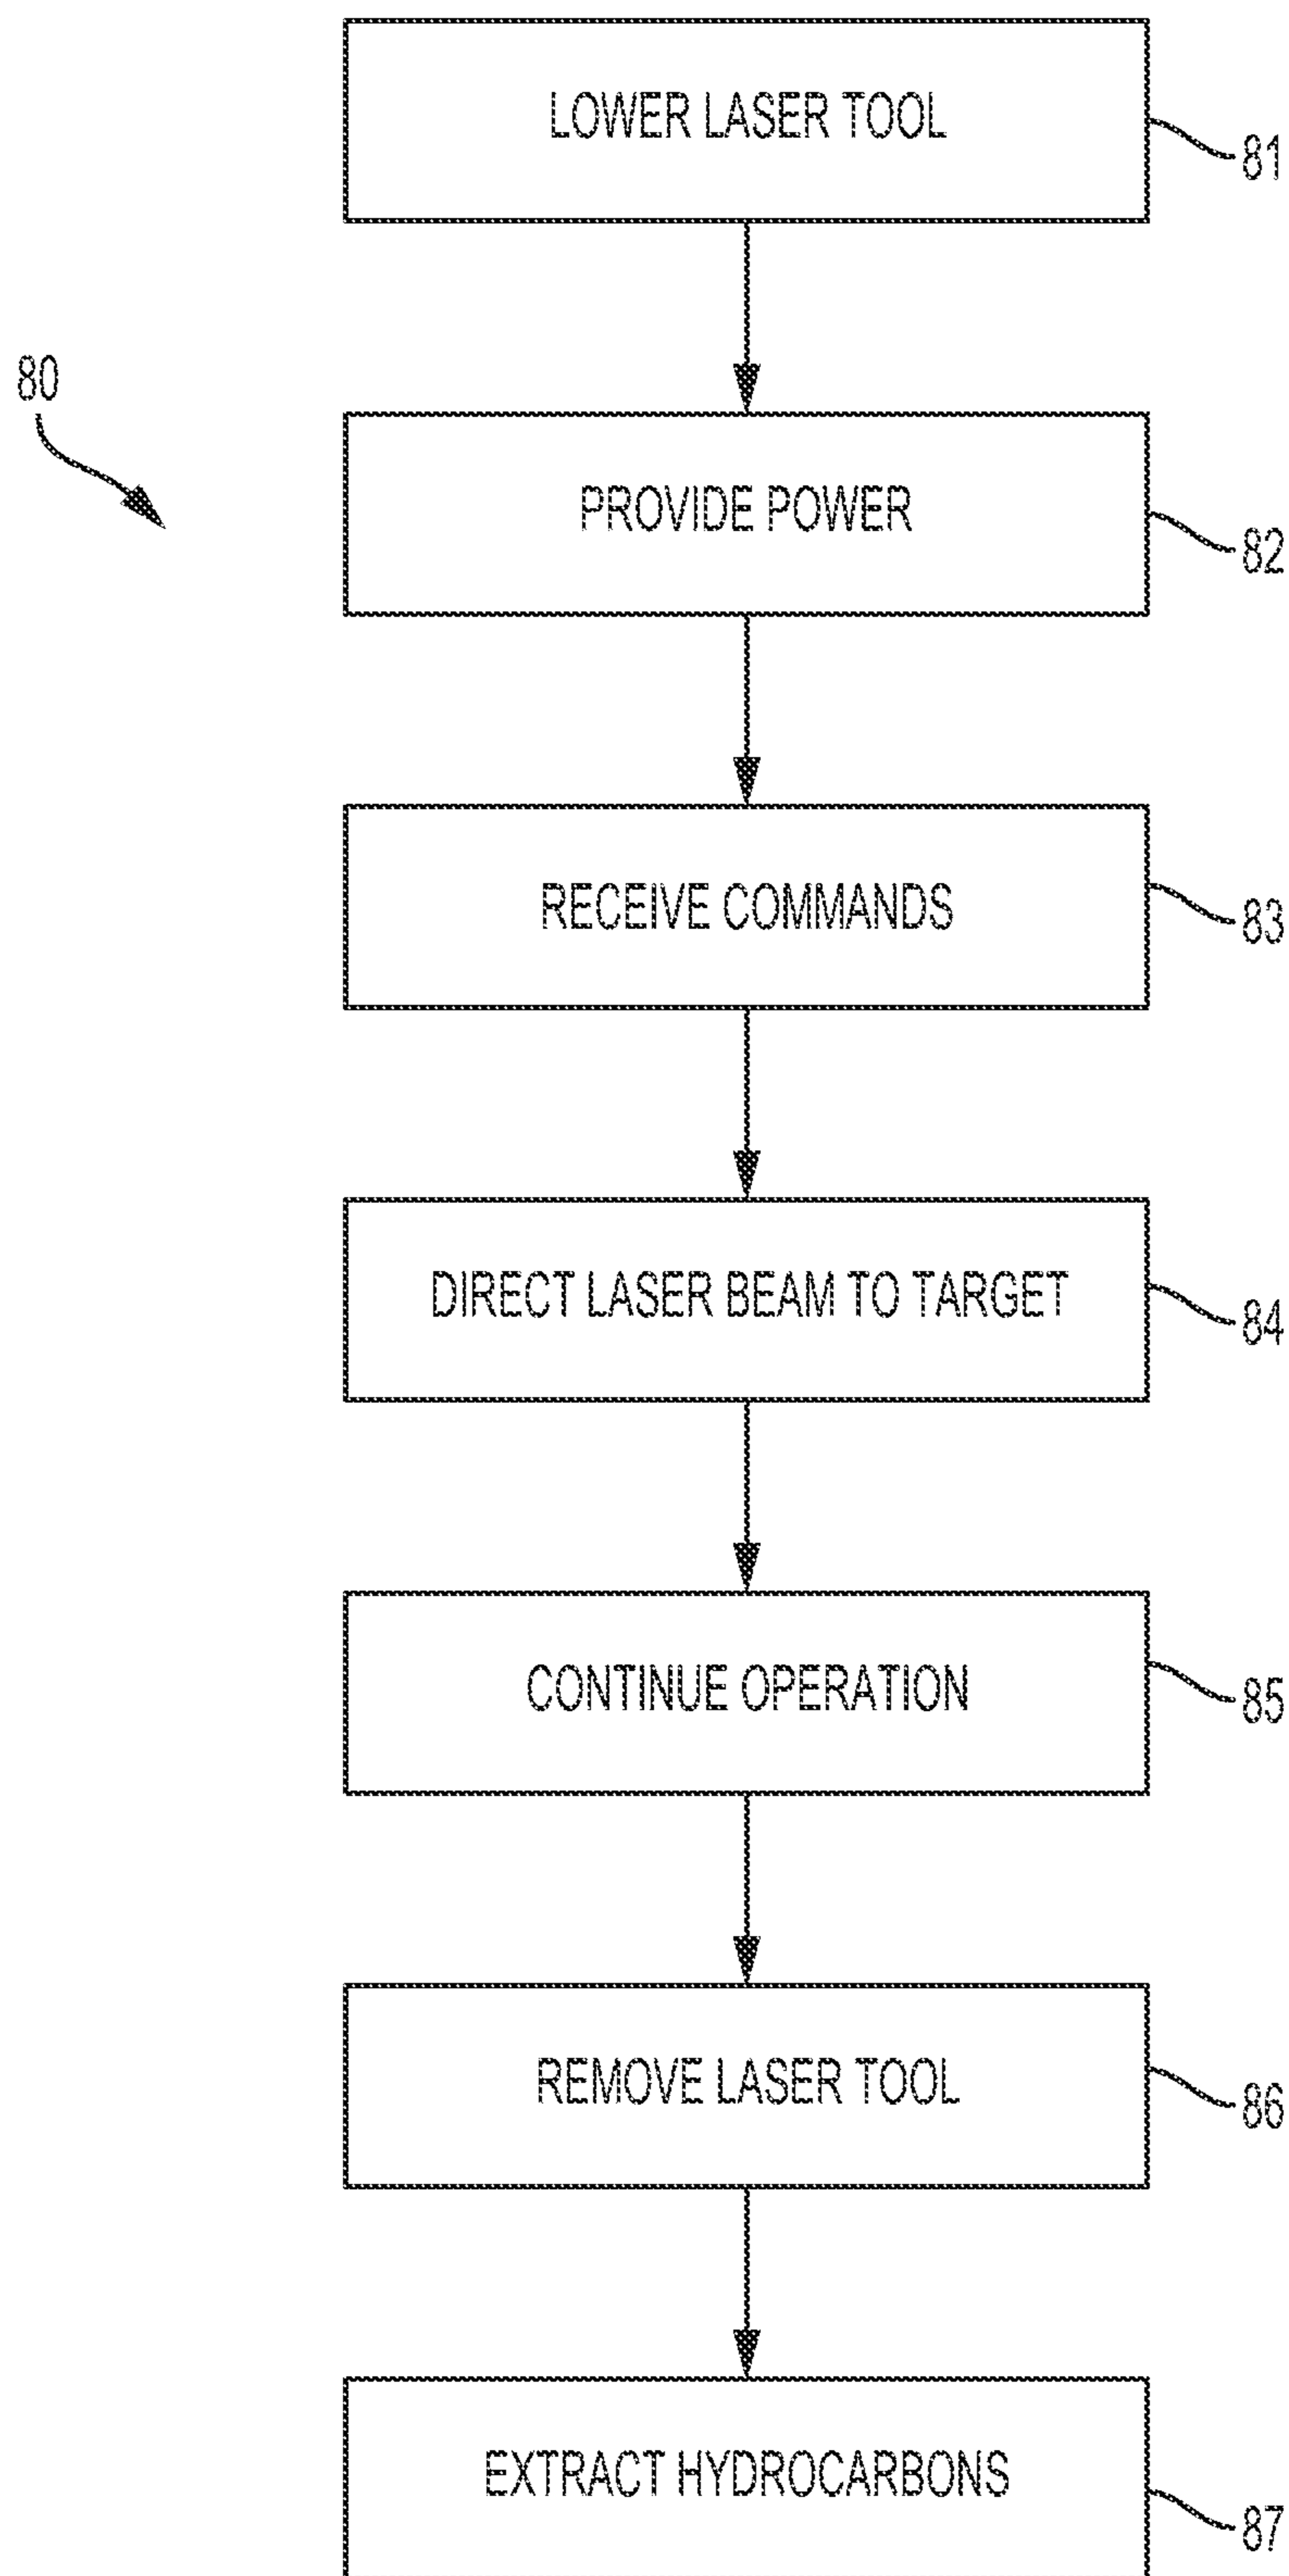 LOWER LASER TOOL
81
80
PROVIDE POWER
82
RECEIVE COMMANDS
83
DIRECT LASER BEAM TO TARGET
84
CONTINUE OPERATION
85
REMOVE LASER TOOL
86
EXTRACT HYDROCARBONS
87